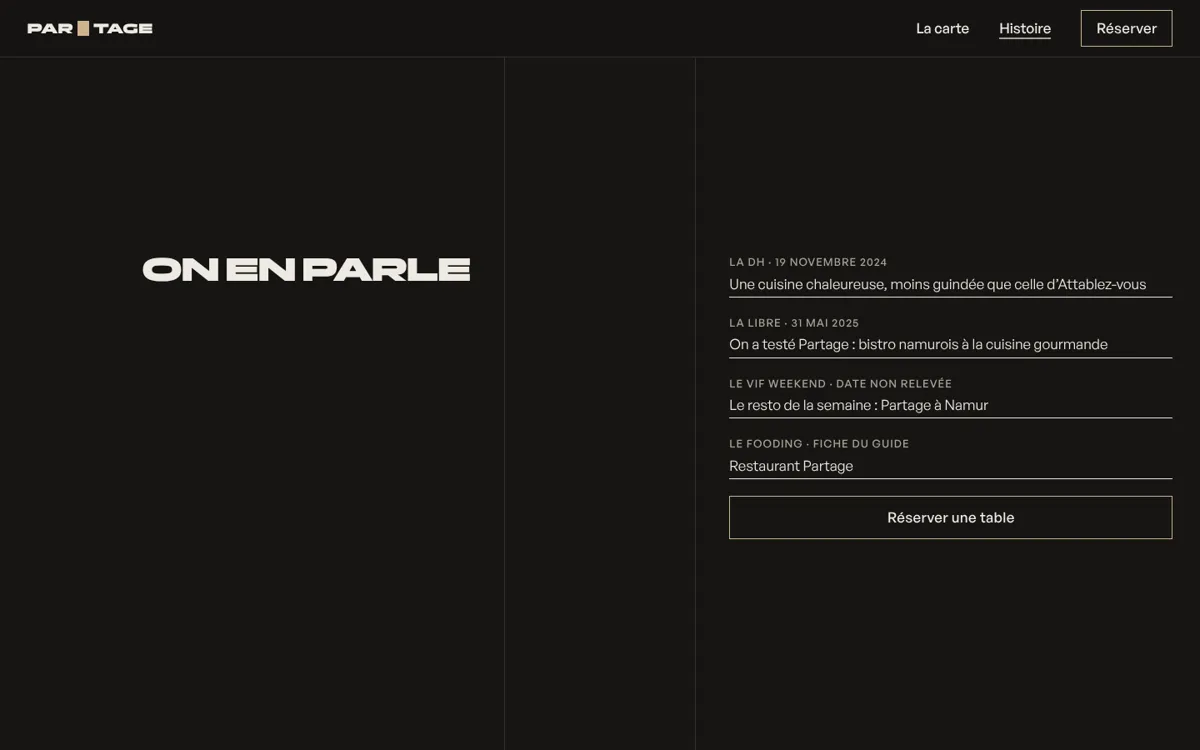 PAR TAGE
La carte
Histoire
Réserver
ON EN PARLE
LA DH · 19 NOVEMBRE 2024
Une cuisine chaleureuse, moins guindée que celle d’Attablez-vous
LA LIBRE · 31 MAI 2025
On a testé Partage : bistro namurois à la cuisine gourmande
LE VIF WEEKEND · DATE NON RELEVÉE
Le resto de la semaine : Partage à Namur
LE FOODING · FICHE DU GUIDE
Restaurant Partage
Réserver une table